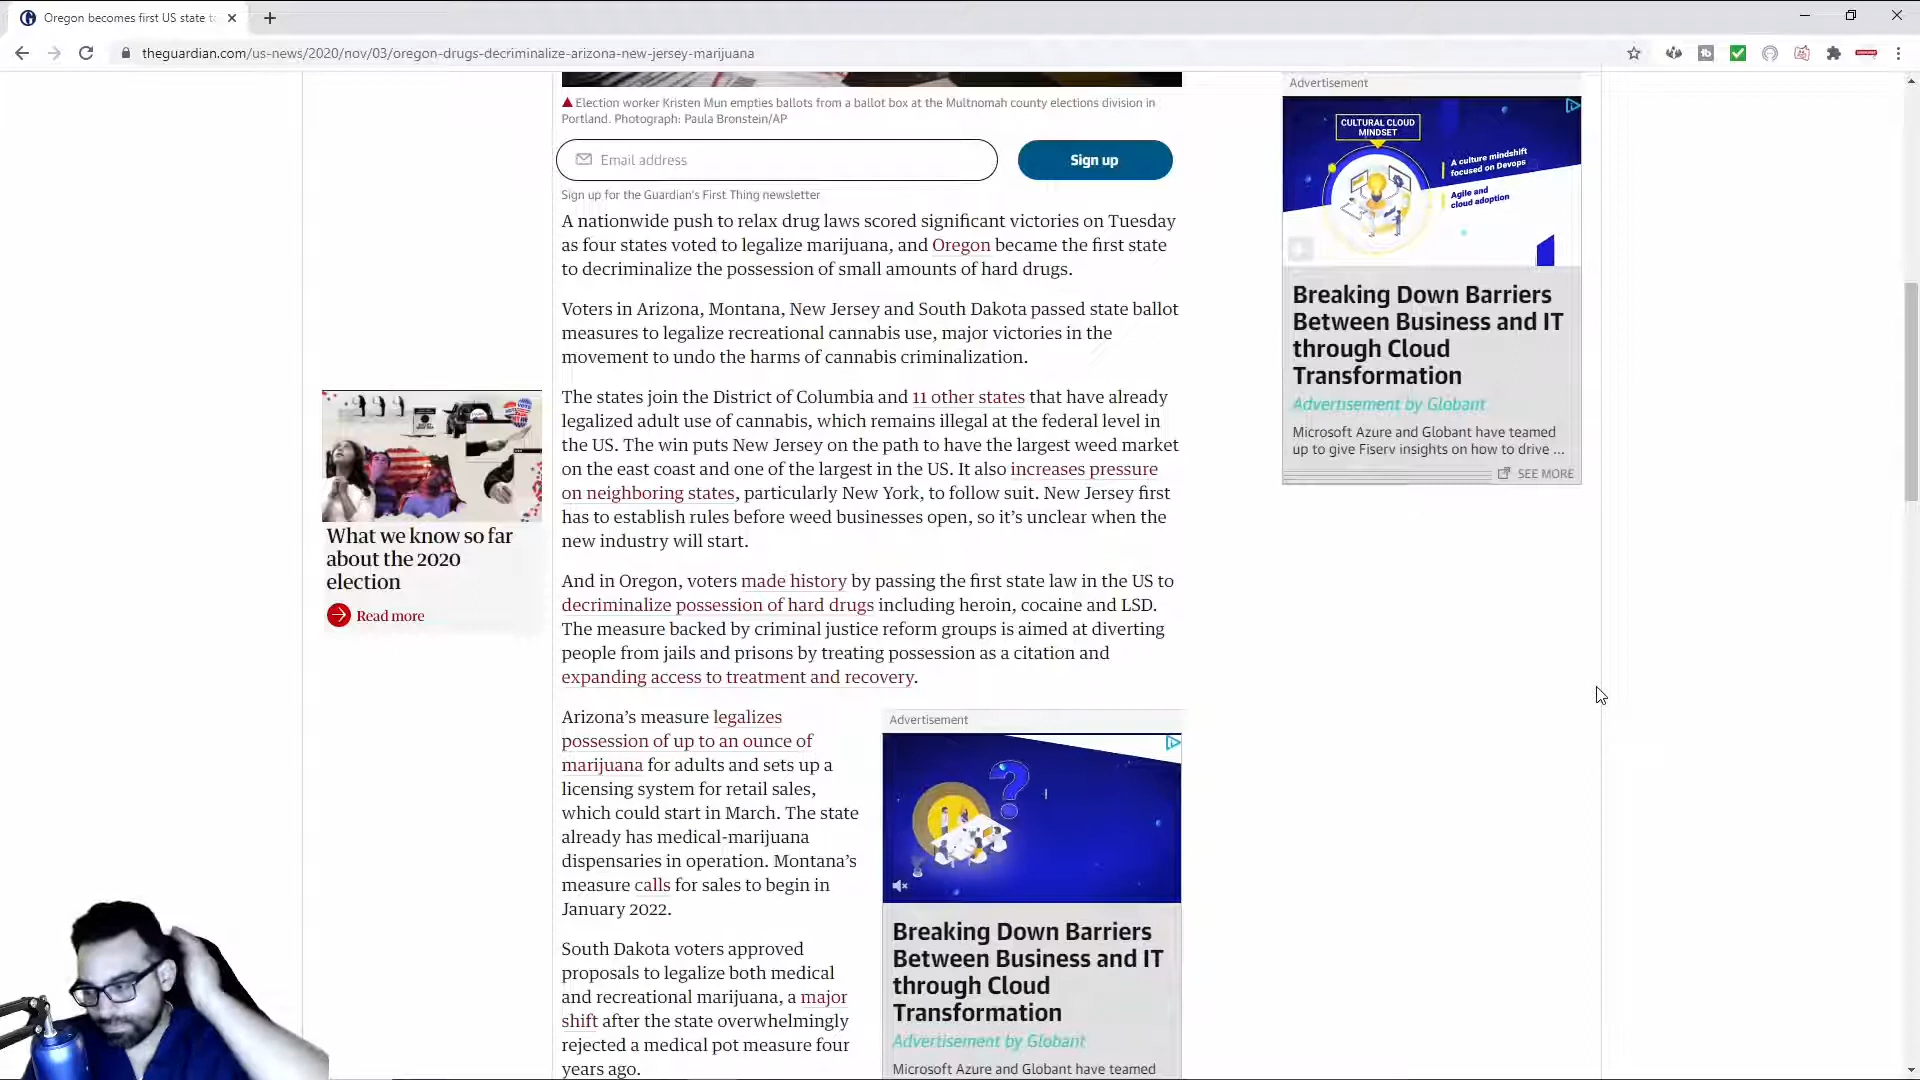 Oregon becomes first US state to
theguardian.com/us-news/2020/nov/03/oregon-drugs-decriminalize-arizona-new-jersey-marijuana
Election worker Kristen Mun empties ballots from a ballot box at the Multnomah county elections division in
Portland. Photograph: Paula Bronstein/AP
Email address
Sign up
Sign up for the Guardian's First Thing newsletter
A nationwide push to relax drug laws scored significant victories on Tuesday
as four states voted to legalize marijuana, and Oregon became the first state
to decriminalize the possession of small amounts of hard drugs.
Voters in Arizona, Montana, New Jersey and South Dakota passed state ballot
measures to legalize recreational cannabis use, major victories in the
movement to undo the harms of cannabis criminalization.
The states join the District of Columbia and 11 other states that have already
legalized adult use of cannabis, which remains illegal at the federal level in
the US. The win puts New Jersey on the path to have the largest weed market
on the east coast and one of the largest in the US. It also increases pressure
on neighboring states, particularly New York, to follow suit. New Jersey first
has to establish rules before weed businesses open, so it's unclear when the
new industry will start.
And in Oregon, voters made history by passing the first state law in the US to
decriminalize possession of hard drugs including heroin, cocaine and LSD.
The measure backed by criminal justice reform groups is aimed at diverting
people from jails and prisons by treating possession as a citation and
expanding access to treatment and recovery.
Arizona's measure legalizes
possession of up to an ounce of
marijuana for adults and sets up a
licensing system for retail sales,
which could start in March. The state
already has medical-marijuana
dispensaries in operation. Montana's
measure calls for sales to begin in
January 2022.
South Dakota voters approved
proposals to legalize both medical
and recreational marijuana, a major
shift after the state overwhelmingly
rejected a medical pot measure four
years ago.
What we know so far
about the 2020
election
Read more
Advertisement
CULTURAL CLOUD
MINDSET
A culture mindshift
focused on Devops
Agile and
cloud adoption
Breaking Down Barriers
Between Business and IT
through Cloud
Transformation
Advertisement by Globant
Microsoft Azure and Globant have teamed
up to give Fiserv insights on how to drive ...
SEE MORE
Advertisement
Breaking Down Barriers
Between Business and IT
through Cloud
Transformation
Advertisement by Globant
Microsoft Azure and Globant have teamed